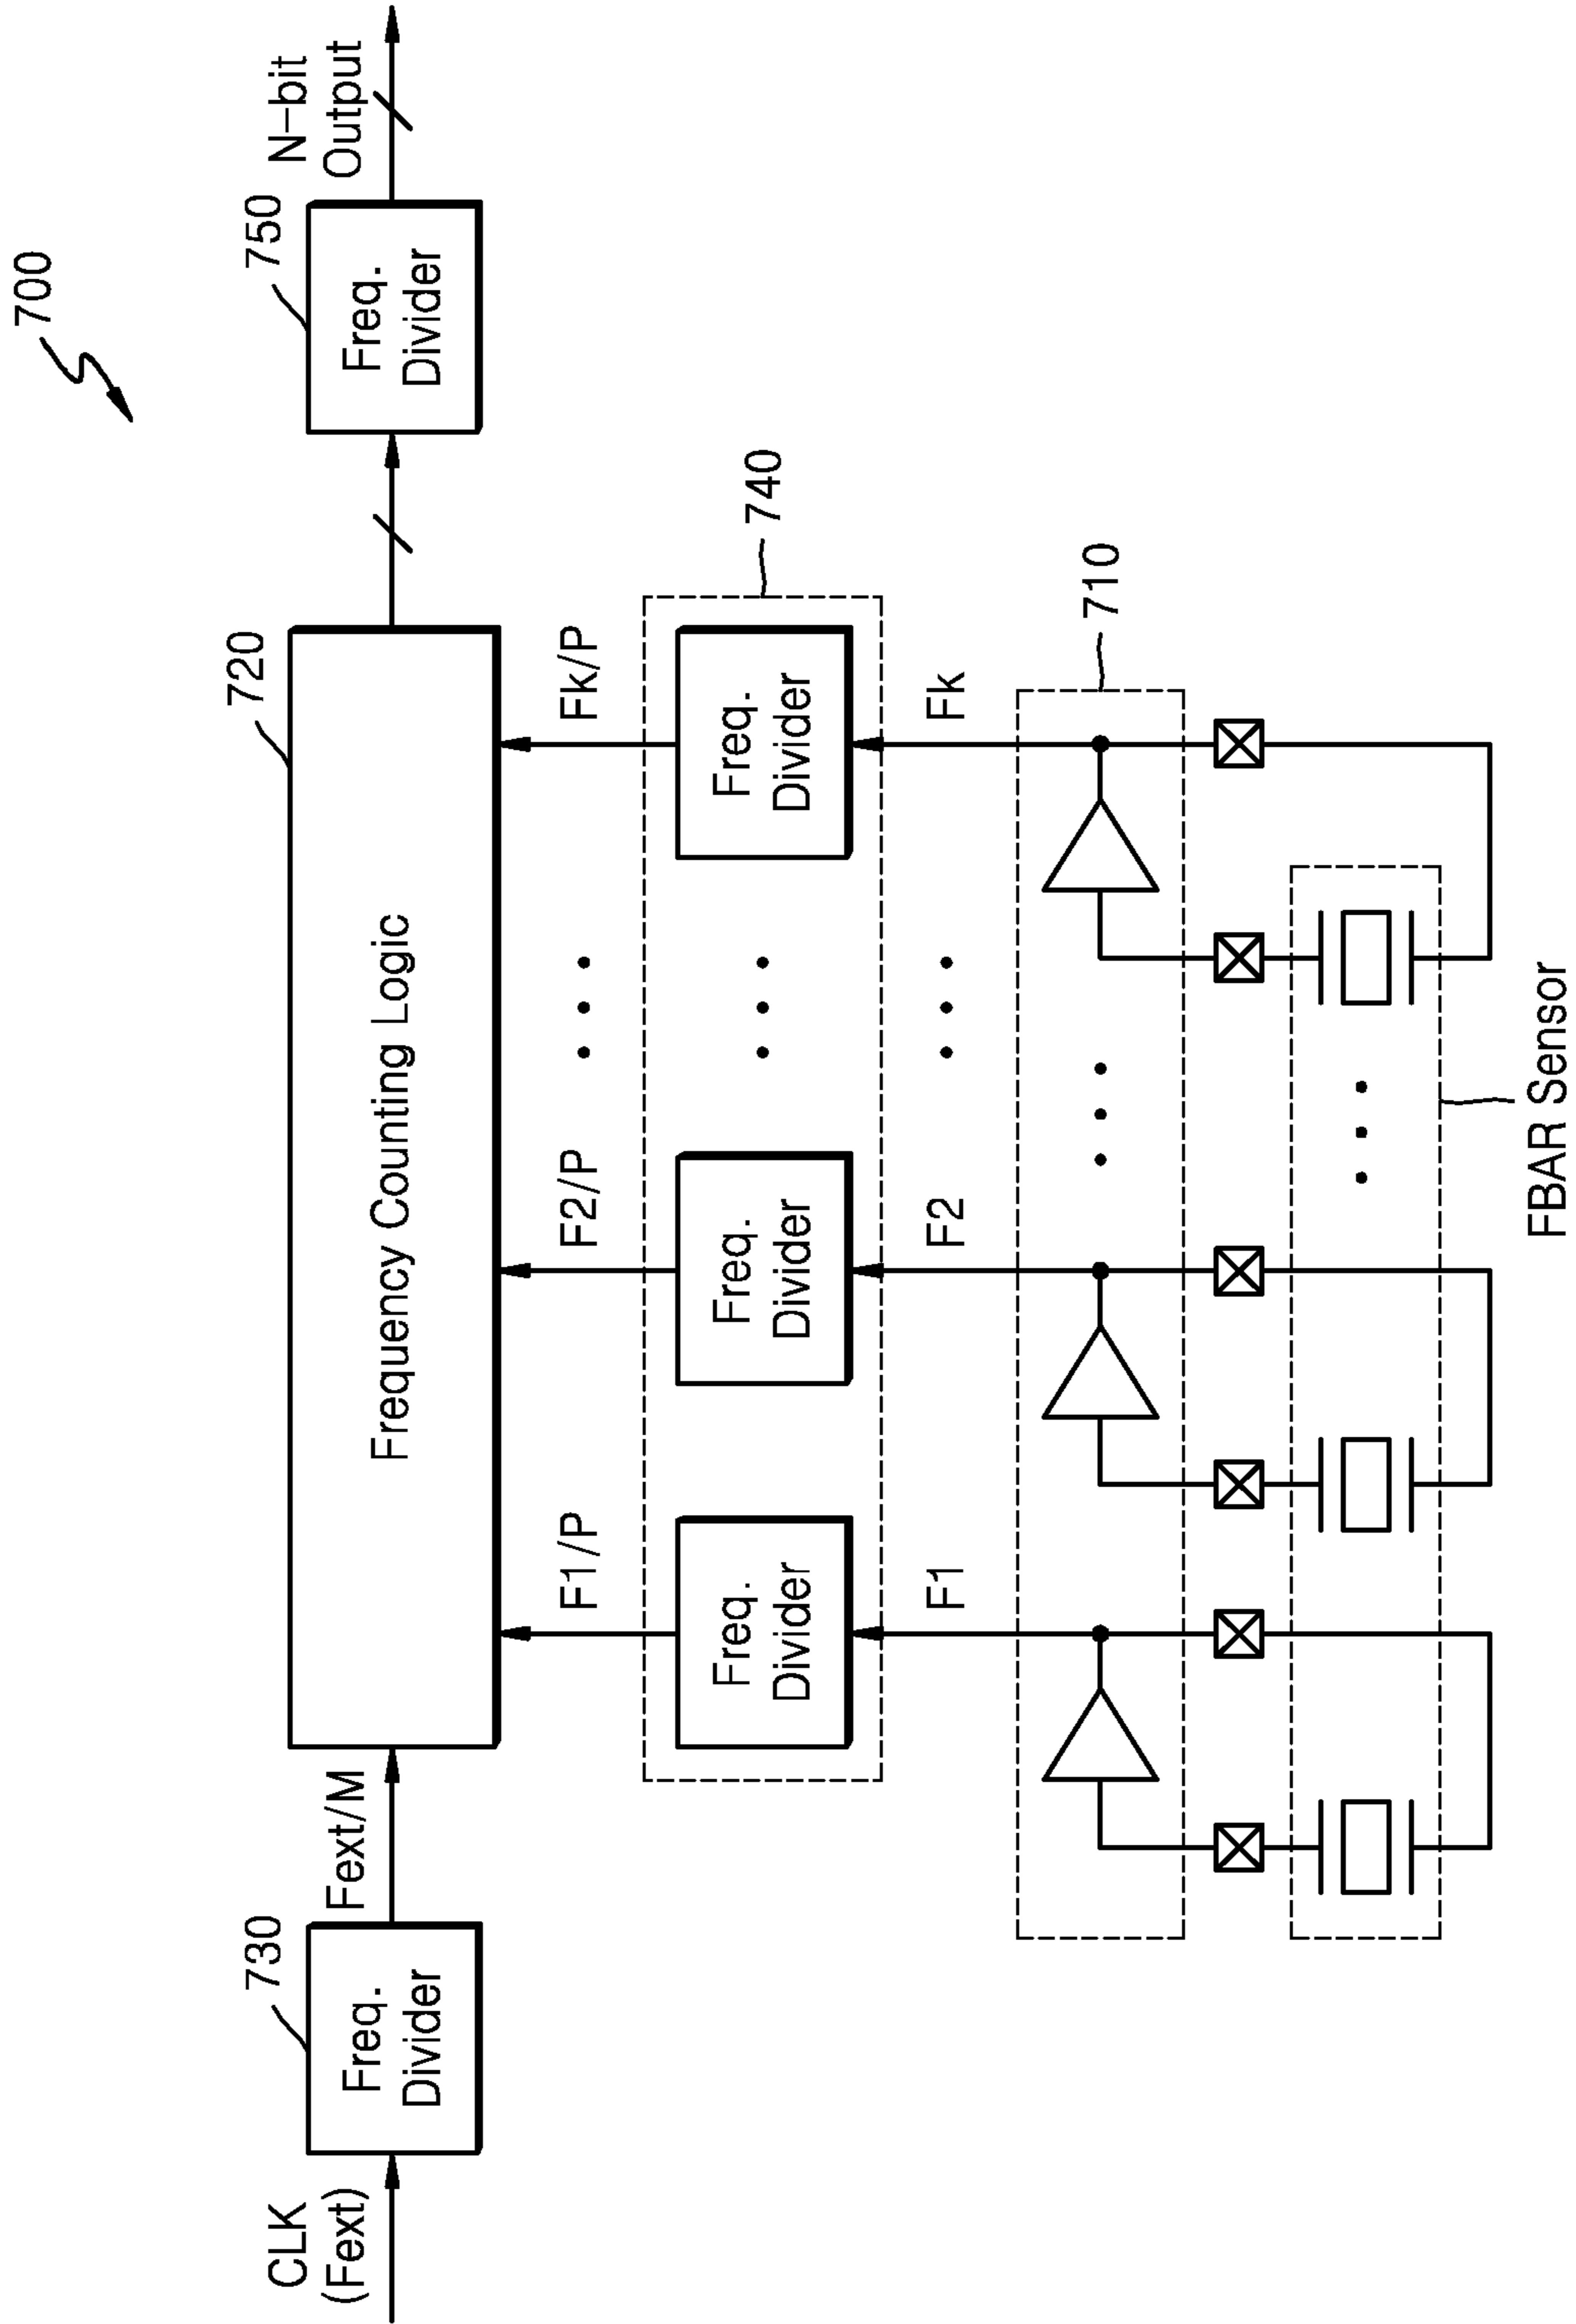 700
CLK
(Fext)
730
Freq.
Divider
Fext/M
720
Frequency Counting Logic
750
Freq.
Divider
N-bit
Output
F1/P
F2/P
Fk/P
740
Freq.
Divider
Freq.
Divider
Freq.
Divider
F1
F2
Fk
710
FBAR Sensor